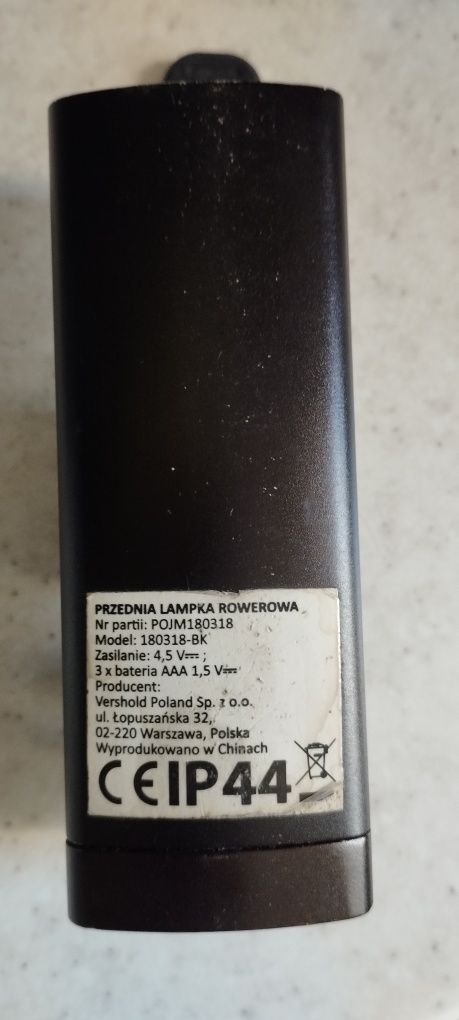 PRZEDNIA LAMPKA ROWEROWA
Nr partii: POJM180318
Model: 180318-BK
Zasilanie: 4,5 V⎓ ;
3 x bateria AAA 1,5 V⎓
Producent:
Vershold Poland Sp. z o.o.
ul. Łopuszańska 32,
02-220 Warszawa, Polska
Wyprodukowano w Chinach
CE IP44